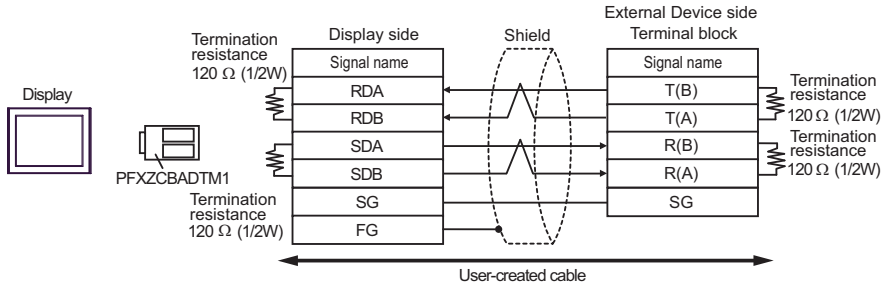 External Device side
Display side
Shield
Terminal block
Termination
resistance
120 Ω (1/2W)
Signal name
Signal name
RDA
T(B)
Termination
resistance
120 Ω (1/2W)
Display
RDB
T(A)
SDA
R(B)
Termination
resistance
120 Ω (1/2W)
PFXZCBADTM1
SDB
R(A)
Termination
resistance
120 Ω (1/2W)
SG
SG
FG
User-created cable